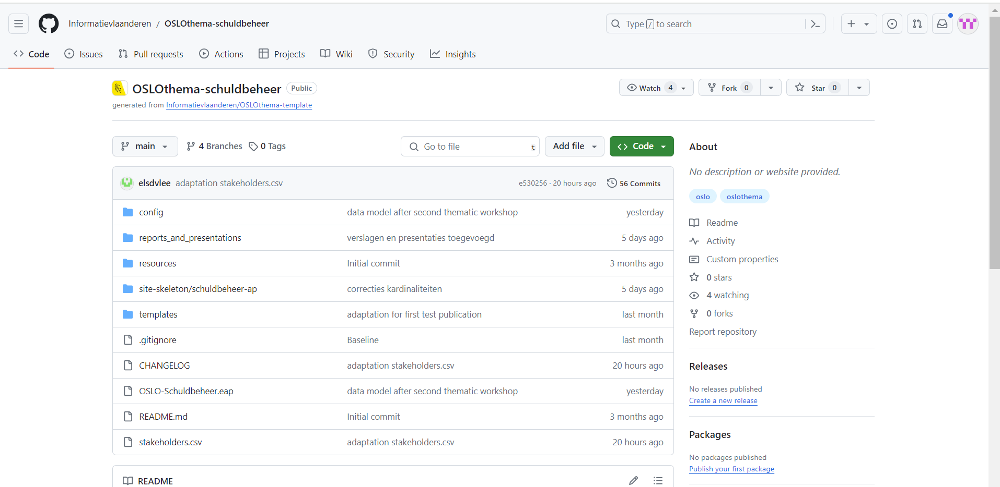 Informatievlaanderen / OSLOthema-schuldbeheer
Type / to search
Code Issues Pull requests Actions Projects Wiki Security Insights
OSLOthema-schuldbeheer Public
Watch 4 Fork 0 Star 0
generated from Informatievlaanderen/OSLOthema-template
main 4 Branches 0 Tags Go to file t Add file Code
elsdvlee adaptation stakeholders.csv e530256 · 20 hours ago 56 Commits
config data model after second thematic workshop yesterday
reports_and_presentations verslagen en presentaties toegevoegd 5 days ago
resources Initial commit 3 months ago
site-skeleton/schuldbeheer-ap correcties kardinaliteiten 5 days ago
templates adaptation for first test publication last month
.gitignore Baseline last month
CHANGELOG adaptation stakeholders.csv 20 hours ago
OSLO-Schuldbeheer.eap data model after second thematic workshop yesterday
README.md Initial commit 3 months ago
stakeholders.csv adaptation stakeholders.csv 20 hours ago
README
About
No description or website provided.
oslo oslothema
Readme
Activity
Custom properties
0 stars
4 watching
0 forks
Report repository
Releases
No releases published
Create a new release
Packages
No packages published
Publish your first package